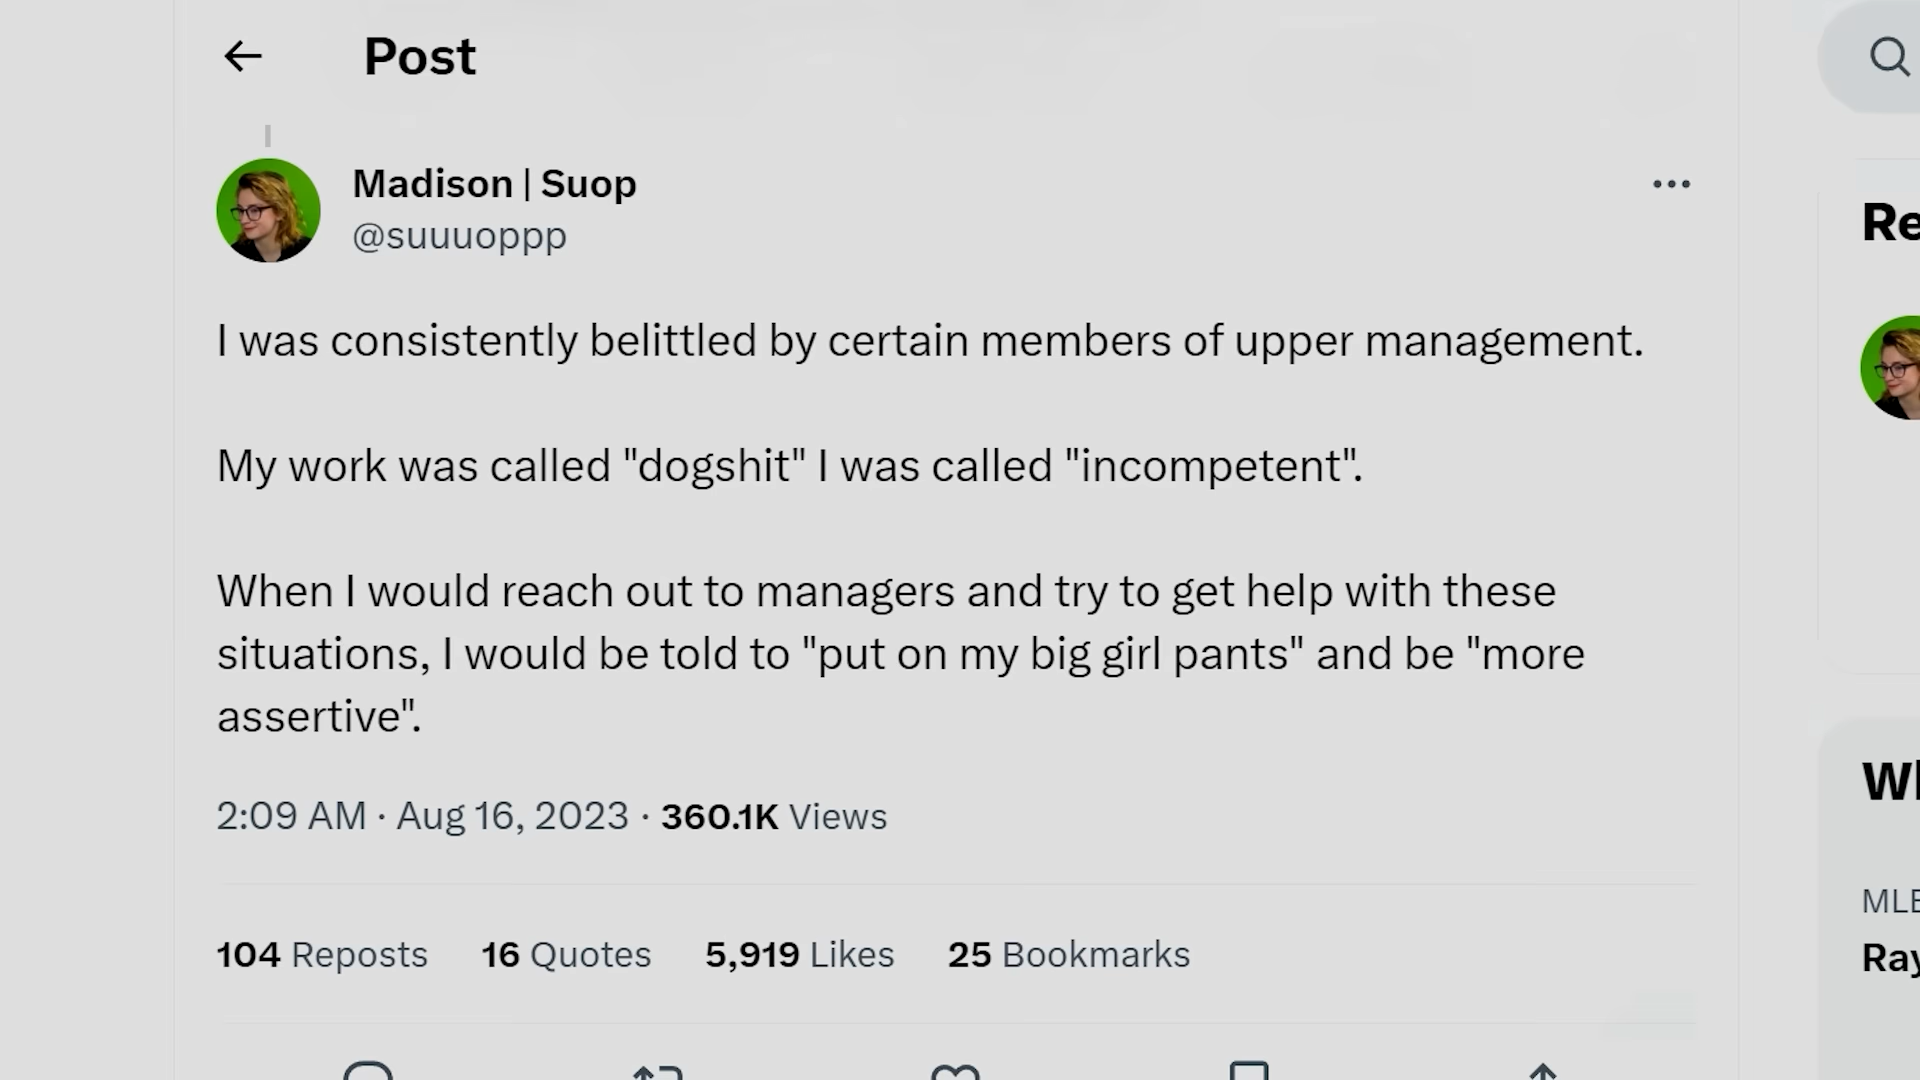 Post
Madison | Suop
@suuuoppp
I was consistently belittled by certain members of upper management.
My work was called "dogshit" I was called "incompetent".
When I would reach out to managers and try to get help with these
situations, I would be told to "put on my big girl pants" and be "more
assertive".
2:09 AM · Aug 16, 2023 · 360.1K Views
104 Reposts 16 Quotes 5,919 Likes 25 Bookmarks
Re
Wh
MLB
Ray